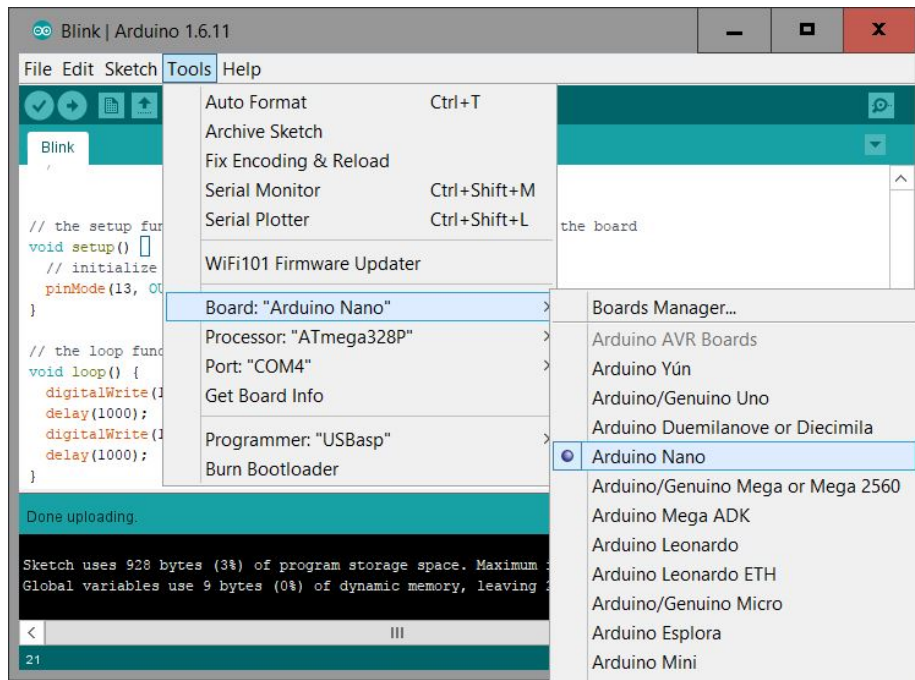 Blink | Arduino 1.6.11
File Edit Sketch Tools Help
Blink
// the setup fun
the board
void setup()
// initialize
pinMode(13, OU
}
// the loop func
void loop() {
digitalWrite(1
delay(1000);
digitalWrite(1
delay(1000);
}
Auto Format Ctrl+T
Archive Sketch
Fix Encoding & Reload
Serial Monitor Ctrl+Shift+M
Serial Plotter Ctrl+Shift+L
WiFi101 Firmware Updater
Board: "Arduino Nano"
Processor: "ATmega328P"
Port: "COM4"
Get Board Info
Programmer: "USBasp"
Burn Bootloader
Boards Manager...
Arduino AVR Boards
Arduino Yún
Arduino/Genuino Uno
Arduino Duemilanove or Diecimila
Arduino Nano
Arduino/Genuino Mega or Mega 2560
Arduino Mega ADK
Arduino Leonardo
Arduino Leonardo ETH
Arduino/Genuino Micro
Arduino Esplora
Arduino Mini
Done uploading.
Sketch uses 928 bytes (3%) of program storage space. Maximum
Global variables use 9 bytes (0%) of dynamic memory, leaving
21